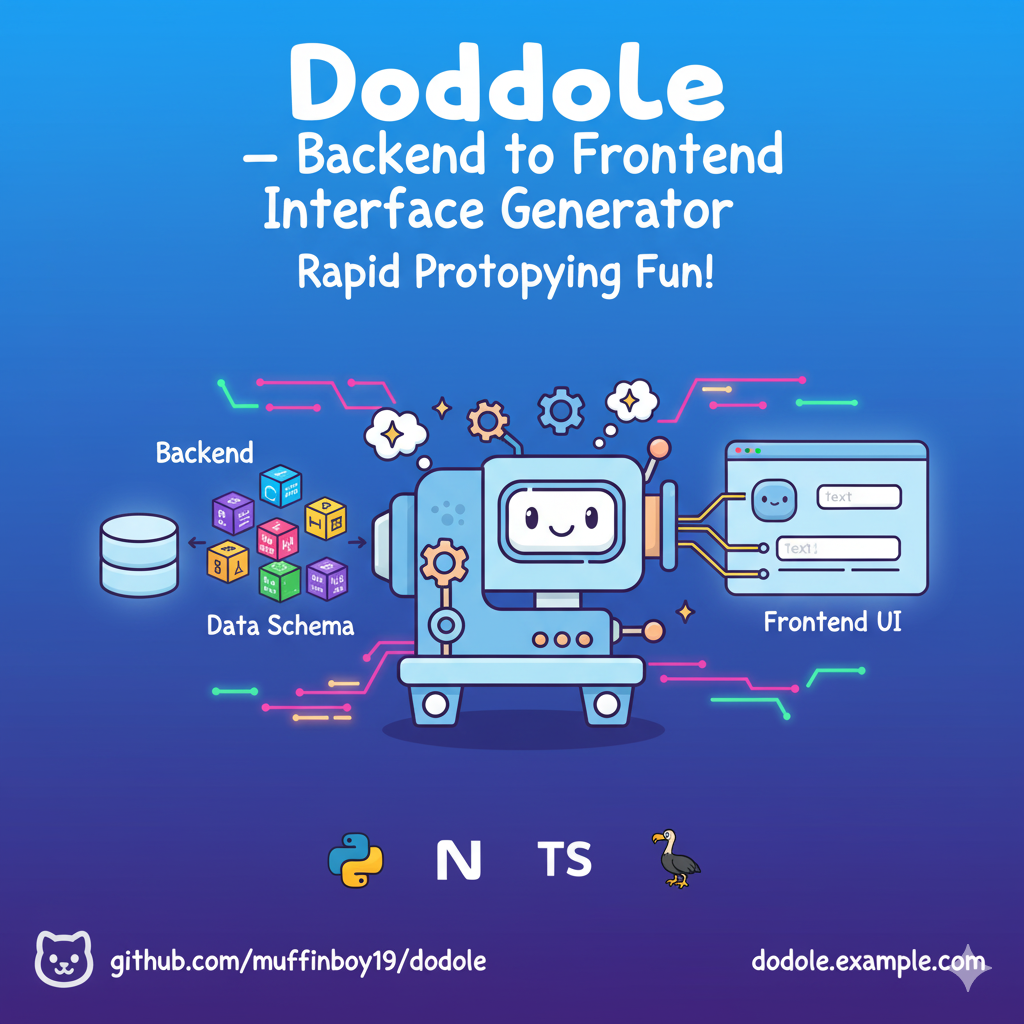 Doddole
– Backend to Frontend
Interface Generator
Rapid Protopying Fun!
Backend
Data Schema
text
Text
Frontend UI
N
TS
github.com/muffinboy19/dodole
dodole.example.com